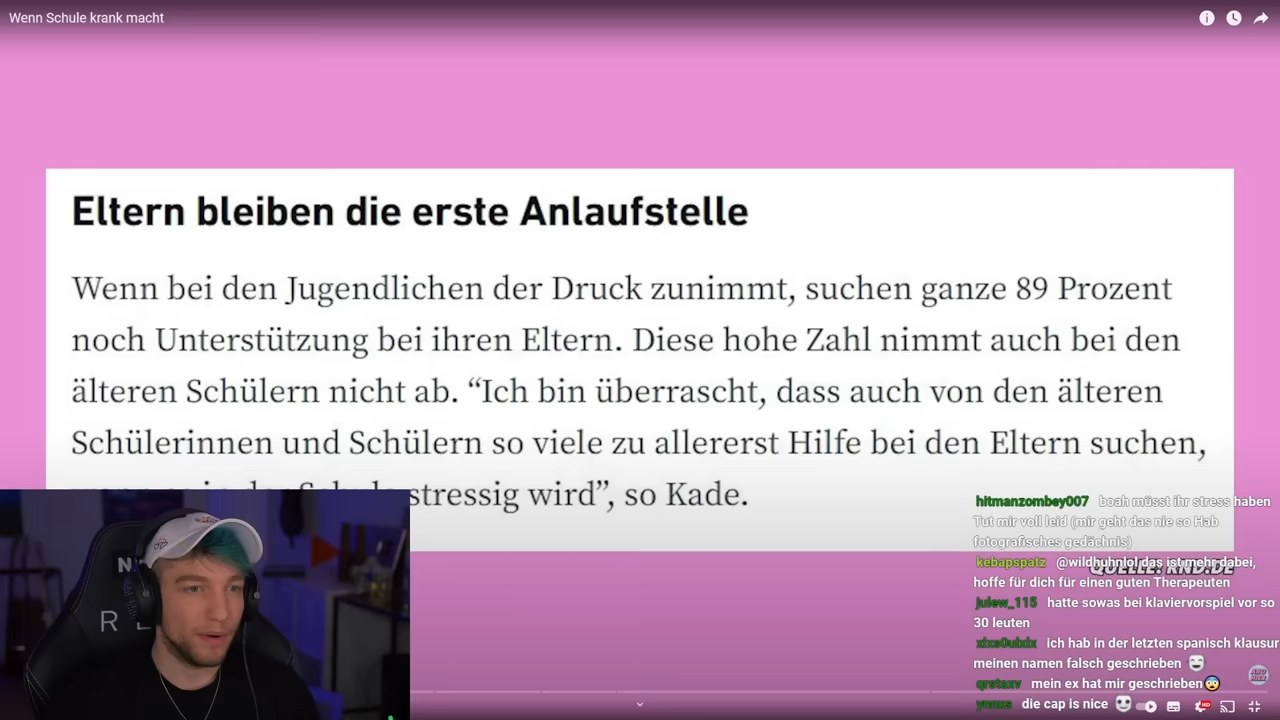 Wenn Schule krank macht
Eltern bleiben die erste Anlaufstelle
Wenn bei den Jugendlichen der Druck zunimmt, suchen ganze 89 Prozent
noch Unterstützung bei ihren Eltern. Diese hohe Zahl nimmt auch bei den
älteren Schülern nicht ab. “Ich bin überrascht, dass auch von den älteren
Schülerinnen und Schülern so viele zu allererst Hilfe bei den Eltern suchen,
stressig wird”, so Kade.
QUELLE: RND.DE
hitmanzombey007 boah müsst ihr stress haben
Tut mir voll leid (mir geht das nie so Hab
fotografisches gedächnis)
kebapspatz @wildhuhnlol das ist mehr dabei,
hoffe für dich für einen guten Therapeuten
julew_115 hatte sowas bei klaviervorspiel vor so
30 leuten
ich hab in der letzten spanisch klausur
meinen namen falsch geschrieben
qrstaxv mein ex hat mir geschrieben
die cap is nice
HD
N
R